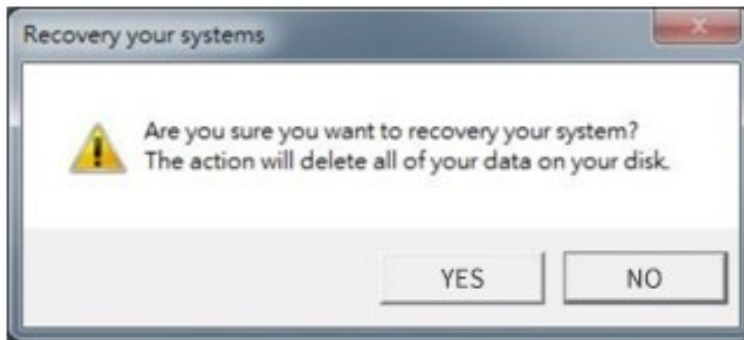 Recovery your systems
Are you sure you want to recovery your system?
The action will delete all of your data on your disk.
YES
NO